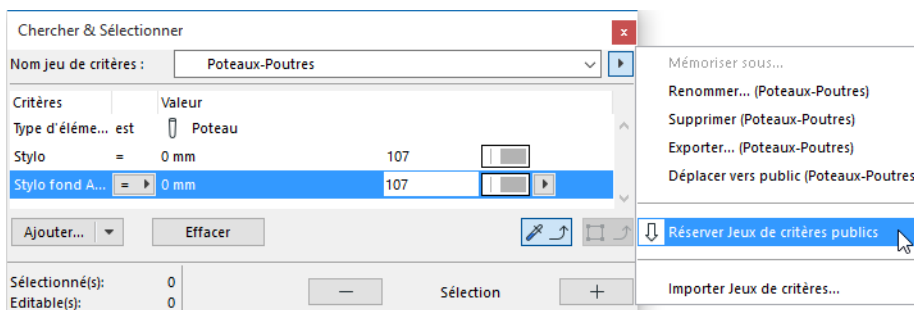 Chercher & Sélectionner
x
Nom jeu de critères :
Poteaux-Poutres
Critères Valeur
Type d'éléme... est Poteau
Stylo = 0 mm 107
Stylo fond A... = 0 mm 107
Ajouter... Effacer
Sélectionné(s): 0
Editable(s): 0
— Sélection +
Mémoriser sous...
Renommer... (Poteaux-Poutres)
Supprimer (Poteaux-Poutres)
Exporter... (Poteaux-Poutres)
Déplacer vers public (Poteaux-Poutres
Réserver Jeux de critères publics
Importer Jeux de critères...